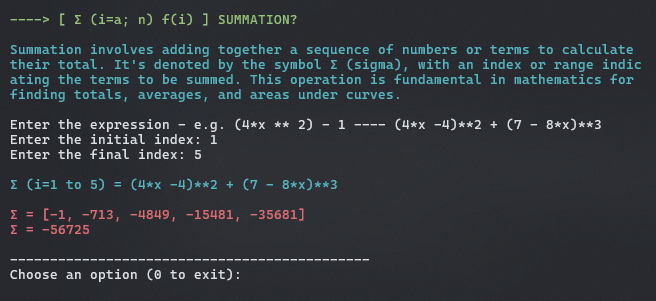 ----> [ Σ (i=a; n) f(i) ] SUMMATION?
Summation involves adding together a sequence of numbers or terms to calculate
their total. It's denoted by the symbol Σ (sigma), with an index or range indic
ating the terms to be summed. This operation is fundamental in mathematics for
finding totals, averages, and areas under curves.
Enter the expression - e.g. (4*x ** 2) - 1 ---- (4*x -4)**2 + (7 - 8*x)**3
Enter the initial index: 1
Enter the final index: 5
Σ (i=1 to 5) = (4*x -4)**2 + (7 - 8*x)**3
Σ = [-1, -713, -4849, -15481, -35681]
Σ = -56725
---------------------------------------------
Choose an option (0 to exit):